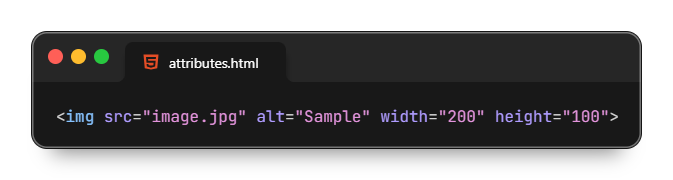 attributes.html
<img src="image.jpg" alt="Sample" width="200" height="100">